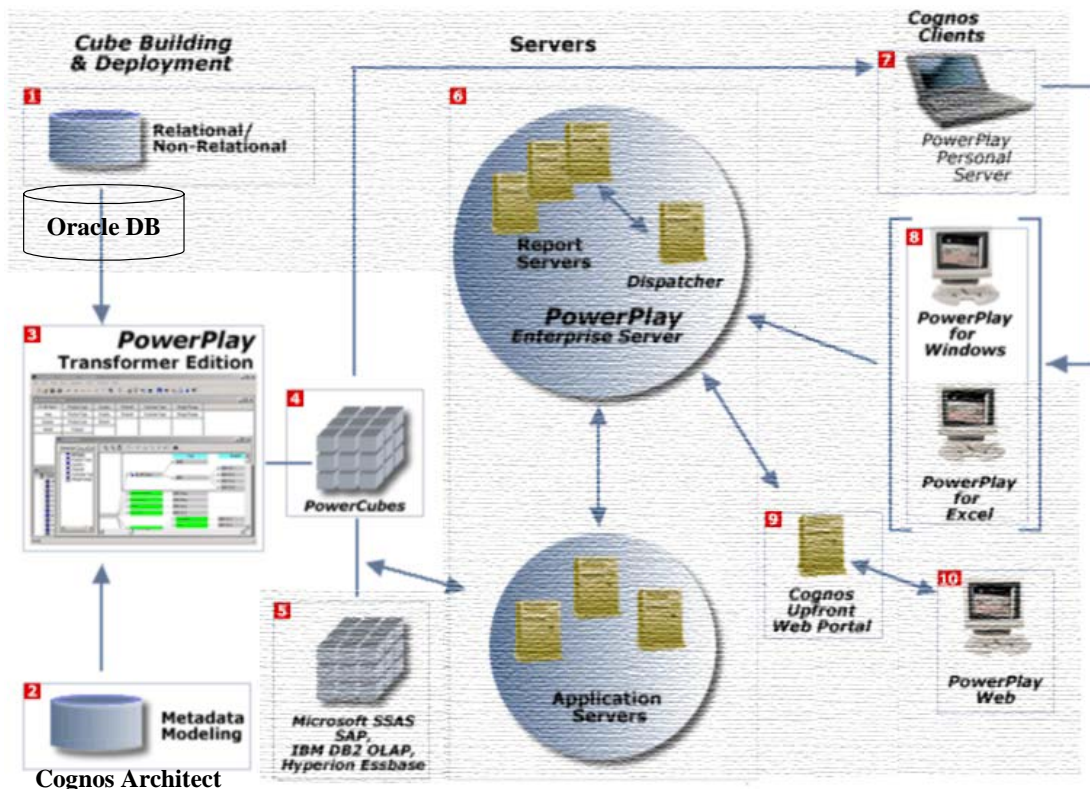 Cube Building
& Deployment
Servers
Cognos
Clients
1
Relational/
Non-Relational
Oracle DB
6
Report
Servers
Dispatcher
PowerPlay
Enterprise Server
7
PowerPlay
Personal
Server
8
PowerPlay
for
Windows
PowerPlay
for
Excel
3
PowerPlay
Transformer Edition
4
PowerCubes
9
Cognos
Upfront
Web Portal
10
PowerPlay
Web
5
Microsoft SSAS
SAP,
IBM DB2 OLAP,
Hyperion Essbase
Application
Servers
2
Metadata
Modeling
Cognos Architect